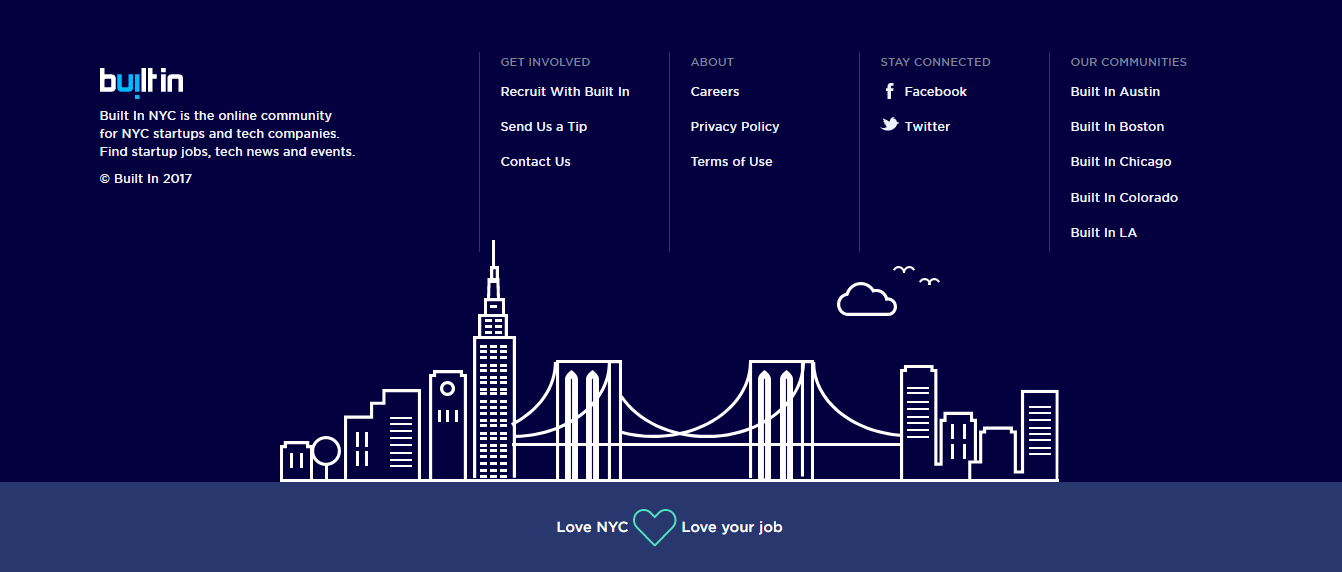 builtin
Built In NYC is the online community
for NYC startups and tech companies.
Find startup jobs, tech news and events.
© Built In 2017
GET INVOLVED
Recruit With Built In
Send Us a Tip
Contact Us
ABOUT
Careers
Privacy Policy
Terms of Use
STAY CONNECTED
Facebook
Twitter
OUR COMMUNITIES
Built In Austin
Built In Boston
Built In Chicago
Built In Colorado
Built In LA
Love NYC Love your job